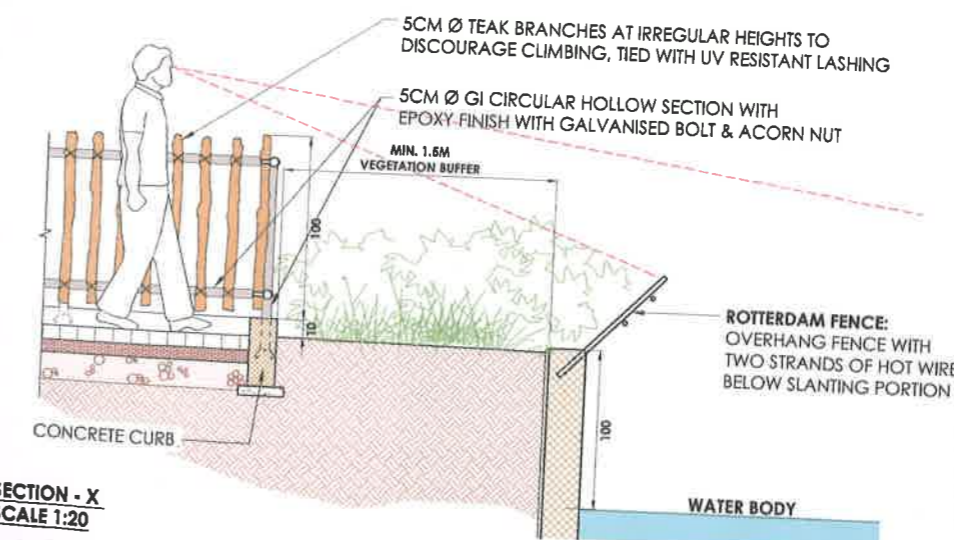 5CM Ø TEAK BRANCHES AT IRREGULAR HEIGHTS TO
DISCOURAGE CLIMBING, TIED WITH UV RESISTANT LASHING
5CM Ø GI CIRCULAR HOLLOW SECTION WITH
EPOXY FINISH WITH GALVANISED BOLT & ACORN NUT
MIN. 1.5M
VEGETATION BUFFER
100
10
ROTTERDAM FENCE:
OVERHANG FENCE WITH
TWO STRANDS OF HOT WIRE
BELOW SLANTING PORTION
100
CONCRETE CURB
WATER BODY
SECTION - X
SCALE 1:20